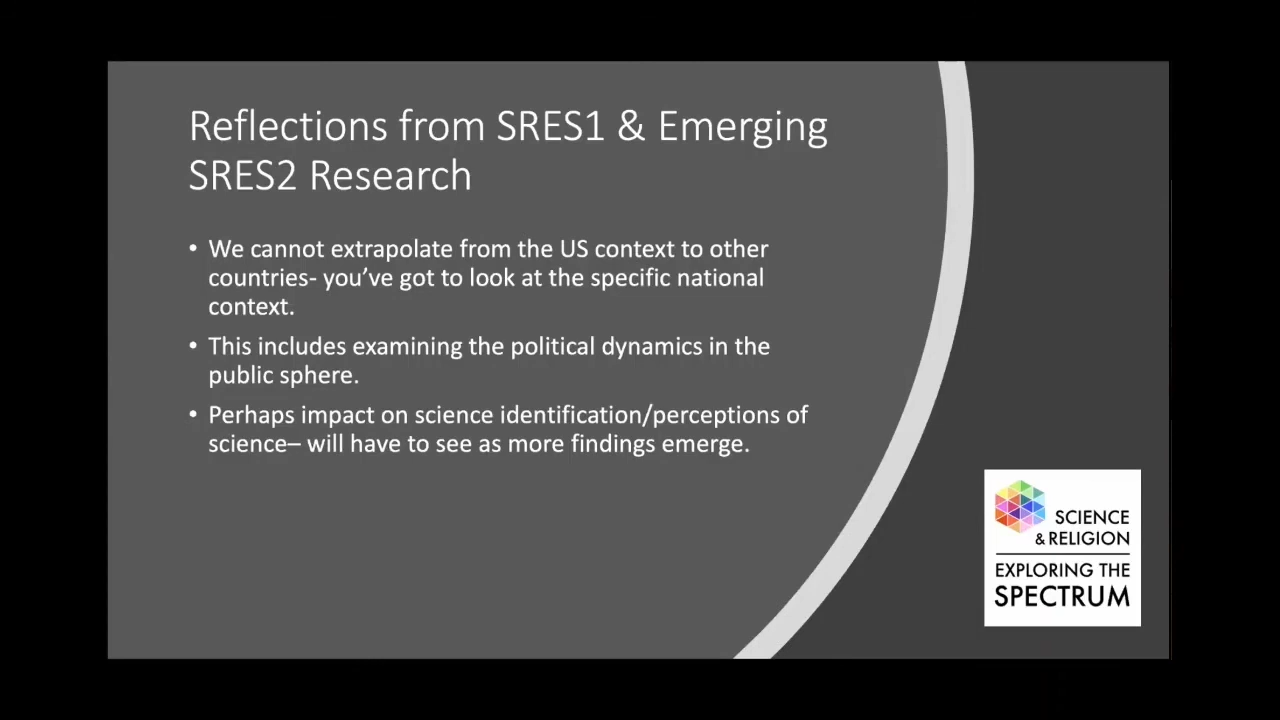 Reflections from SRES1 & Emerging
SRES2 Research
• We cannot extrapolate from the US context to other
countries- you’ve got to look at the specific national
context.
• This includes examining the political dynamics in the
public sphere.
• Perhaps impact on science identification/perceptions of
science– will have to see as more findings emerge.
SCIENCE
& RELIGION
EXPLORING THE
SPECTRUM